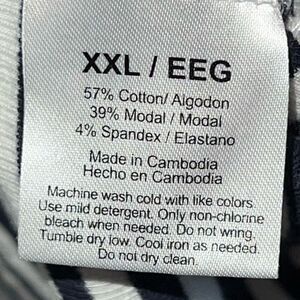 XXL / EEG
57% Cotton/ Algodon
39% Modal / Modal
4% Spandex / Elastano
Made in Cambodia
Hecho en Cambodia
Machine wash cold with like colors
Use mild detergent. Only non-chlorine
bleach when needed. Do not wring.
Tumble dry low. Cool iron as needed.
Do not dry clean.